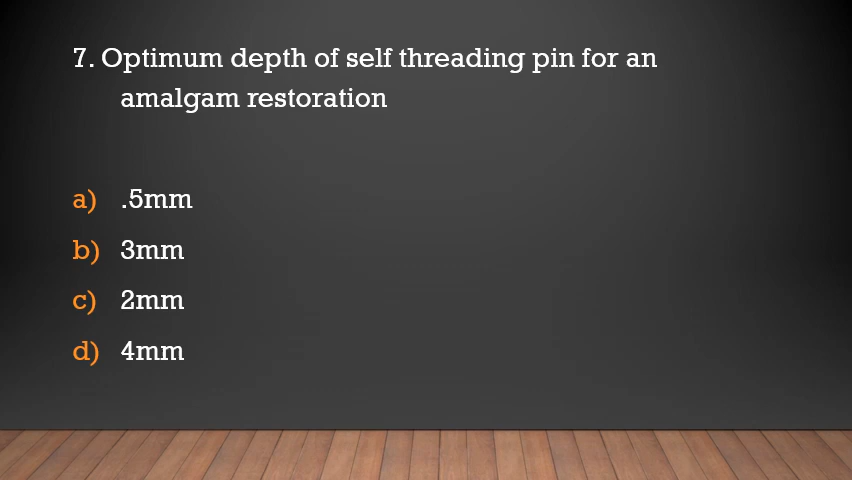 7. Optimum depth of self threading pin for an
amalgam restoration
a) .5mm
b) 3mm
c) 2mm
d) 4mm